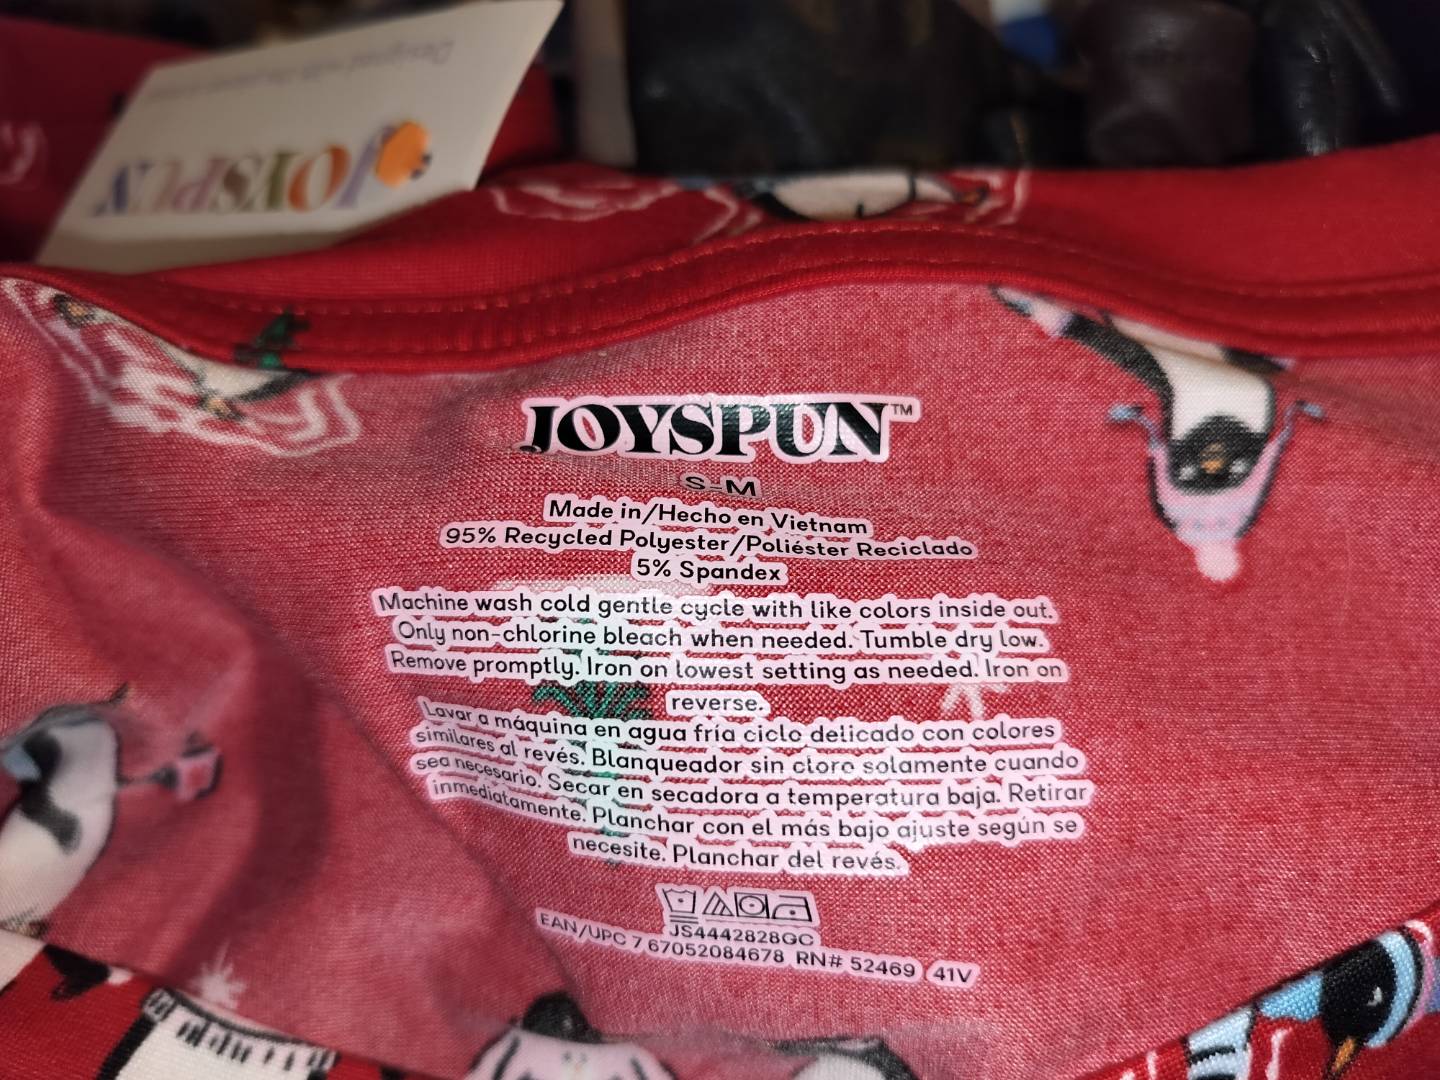 JOYSPUN
JOYSPUN™
S-M
Made in/Hecho en Vietnam
95% Recycled Polyester/Poliéster Reciclado
5% Spandex
Machine wash cold gentle cycle with like colors inside out.
Only non-chlorine bleach when needed. Tumble dry low.
Remove promptly. Iron on lowest setting as needed. Iron on
reverse.
Lavar a máquina en agua fría ciclo delicado con colores
similares al revés. Blanqueador sin cloro solamente cuando
sea necesario. Secar en secadora a temperatura baja. Retirar
inmediatamente. Planchar con el más bajo ajuste según se
necesite. Planchar del revés.
JS4442828GC
EAN/UPC 7 67052084678 RN# 52469 41V